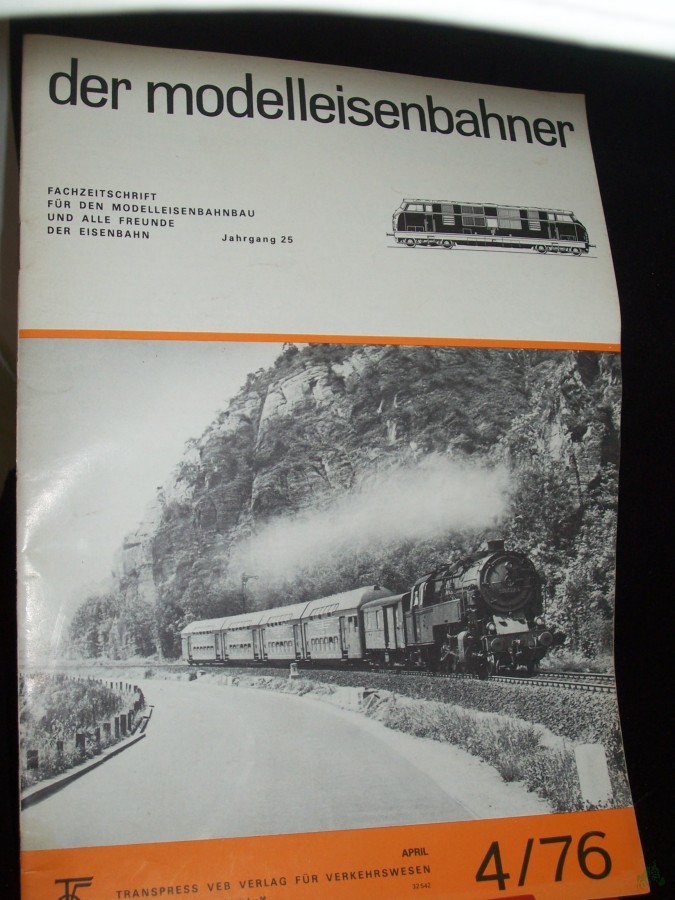 der modelleisenbahner
FACHZEITSCHRIFT
FÜR DEN MODELLEISENBAHNBAU
UND ALLE FREUNDE
DER EISENBAHN Jahrgang 25
APRIL 4/76
TRANSPRESS VEB VERLAG FÜR VERKEHRSWESEN
32542